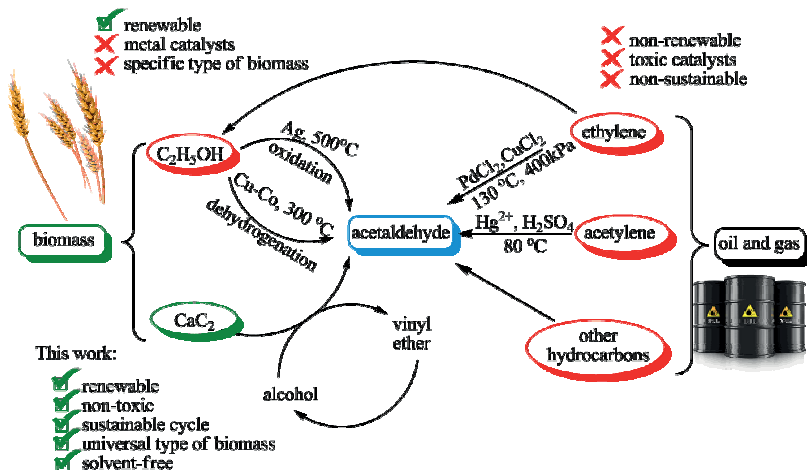 renewable
metal catalysts
specific type of biomass
non-renewable
toxic catalysts
non-sustainable
C₂H₅OH
Ag, 500°C
oxidation
Cu-Co, 300 °C
dehydrogenation
ethylene
PdCl₂, CuCl₂
130 °C, 400kPa
biomass
acetaldehyde
Hg²⁺, H₂SO₄
80 °C
acetylene
oil and gas
CaC₂
vinyl
ether
alcohol
other
hydrocarbons
This work:
renewable
non-toxic
sustainable cycle
universal type of biomass
solvent-free